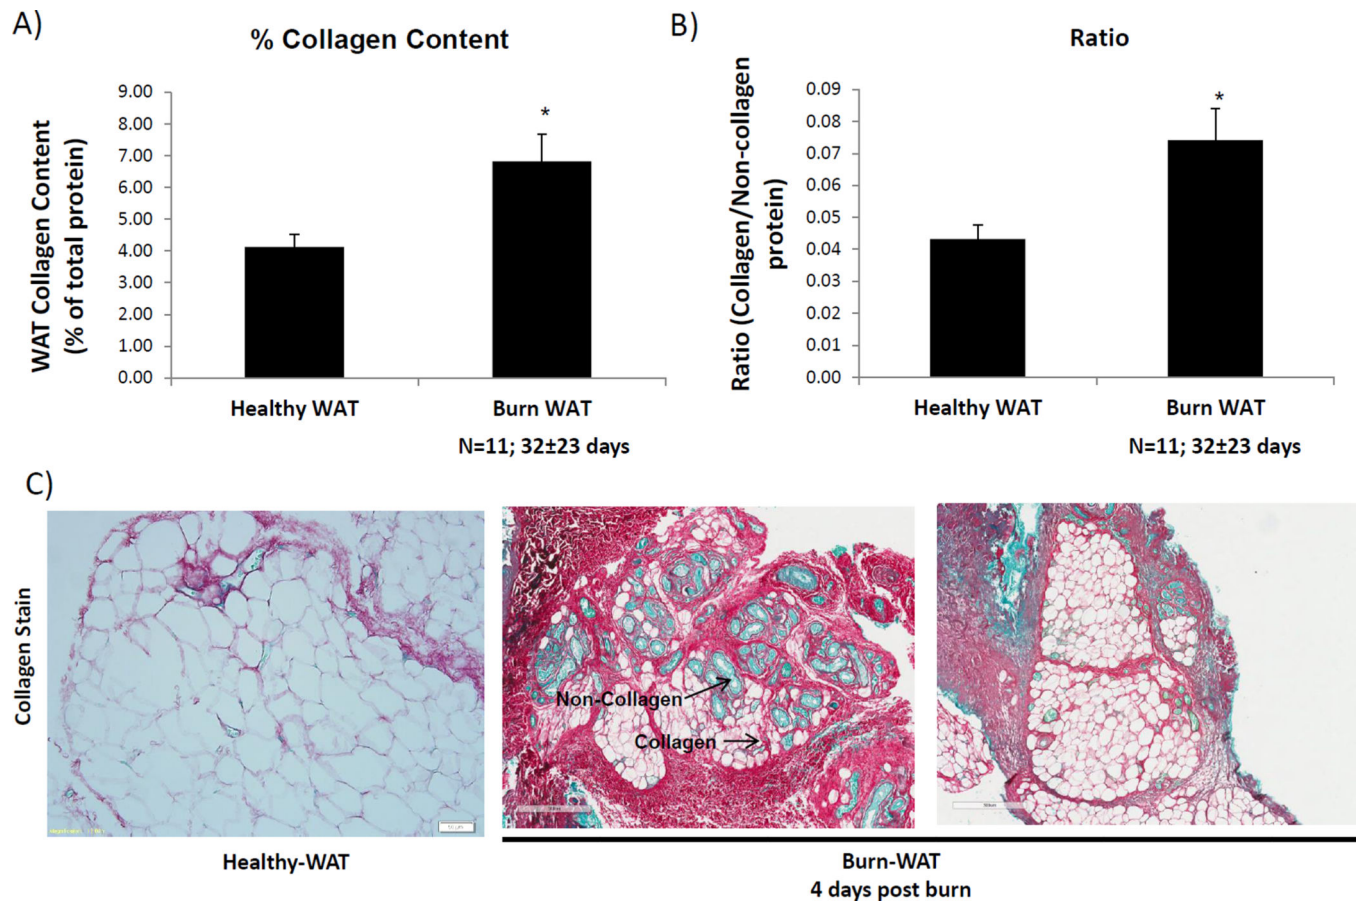 A)
% Collagen Content
WAT Collagen Content
(% of total protein)
9.00
8.00
7.00
6.00
5.00
4.00
3.00
2.00
1.00
0.00
*
Healthy WAT
Burn WAT
N=11; 32±23 days
B)
Ratio
Ratio (Collagen/Non-collagen
protein)
0.09
0.08
0.07
0.06
0.05
0.04
0.03
0.02
0.01
0.00
*
Healthy WAT
Burn WAT
N=11; 32±23 days
C)
Collagen Stain
Non-Collagen
Collagen
Healthy-WAT
Burn-WAT
4 days post burn